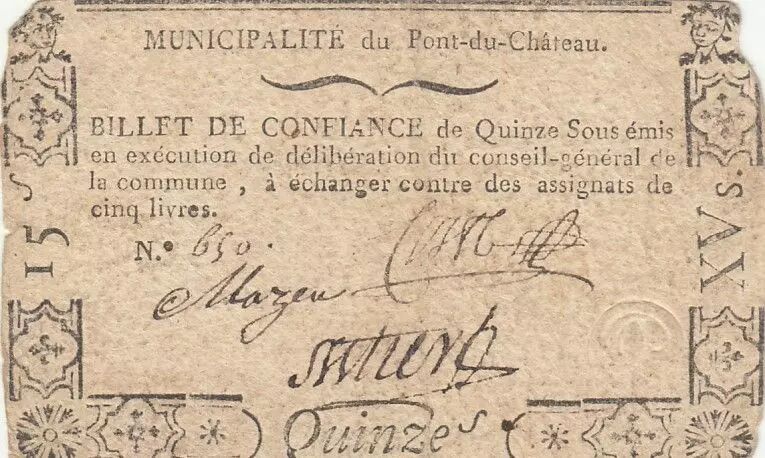 MUNICIPALITÉ du Pont-du-Château.
BILLET DE CONFIANCE de Quinze Sous émis
en exécution de délibération du conseil-général de
la commune, à échanger contre des assignats de
cinq livres.
N.º 650.
15 s
XV s.
Quinze s